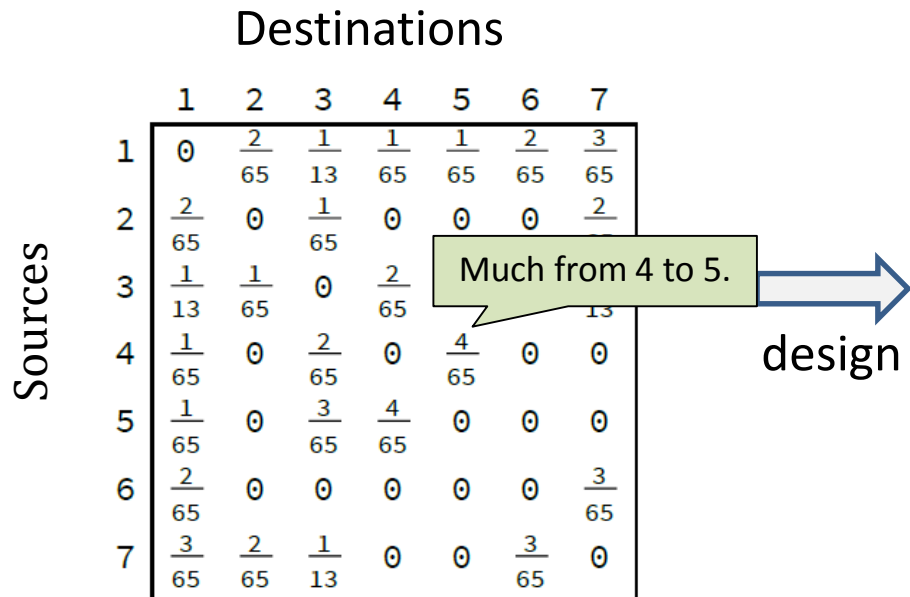 Destinations
1 2 3 4 5 6 7
1 0 2/65 1/13 1/65 1/65 2/65 3/65
2 2/65 0 1/65 0 0 0 2
Much from 4 to 5.
3 1/13 1/65 0 2/65 13
4 1/65 0 2/65 0 4/65 0 0
5 1/65 0 3/65 4/65 0 0 0
6 2/65 0 0 0 0 0 3/65
7 3/65 2/65 1/13 0 0 3/65 0
Sources
design